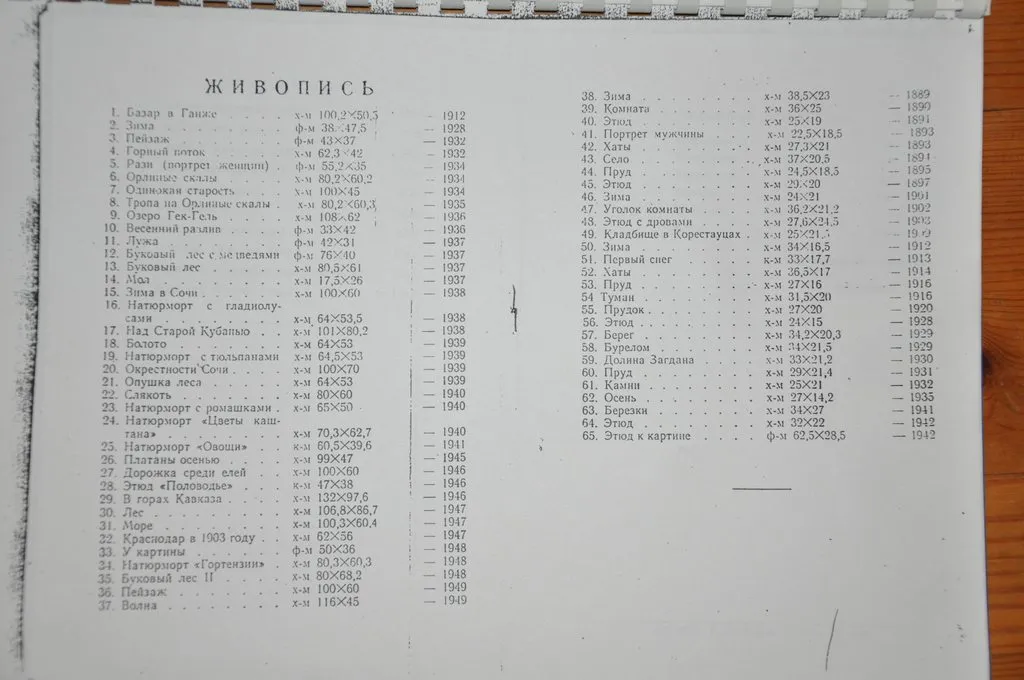 ЖИВОПИСЬ
1. Базар в Ганже . . . . х-м 100,2×50,5 — 1912
2. Зима . . . . . . . . ф-м 38×47,5 — 1928
3. Пейзаж . . . . . . . ф-м 43×37 — 1932
4. Горный поток . . . . . х-м 62,3×42 — 1932
5. Рази (портрет женщин) . ф-м 55,2×35 — 1934
6. Орлиные скалы . . . . х-м 80,2×60,2 — 1934
7. Одинокая старость . . . х-м 100×45 — 1934
8. Тропа на Орлиные скалы . х-м 80,2×60,3 — 1935
9. Озеро Гек-Гель . . . . х-м 108×62 — 1936
10. Весенний разлив . . . . ф-м 33×42 — 1936
11. Лужа . . . . . . . . ф-м 42×31 — 1937
12. Буковый лес с медведями ф-м 76×40 — 1937
13. Буковый лес . . . . . х-м 80,5×61 — 1937
14. Мол . . . . . . . . х-м 17,5×26 — 1937
15. Зима в Сочи . . . . . х-м 100×60 — 1938
16. Натюрморт с гладиолу-
сами . . . . . . . . х-м 64×53,5 — 1938
17. Над Старой Кубанью . . х-м 101×80,2 — 1938
18. Болото . . . . . . . х-м 64×53 — 1939
19. Натюрморт с тюльпанами х-м 64,5×53 — 1939
20. Окрестности Сочи . . . . х-м 100×70 — 1939
21. Опушка леса . . . . . х-м 64×53 — 1939
22. Слякоть . . . . . . . х-м 80×60 — 1940
23. Натюрморт с ромашками . х-м 65×50 — 1940
24. Натюрморт «Цветы каш-
тана» . . . . . . . . х-м 70,3×62,7 — 1940
25. Натюрморт «Овощи» . . к-м 60,5×39,6 — 1941
26. Платаны осенью . . . . х-м 99×47 — 1945
27. Дорожка среди елей . . х-м 100×60 — 1946
28. Этюд «Половодье» . . . к-м 47×38 — 1946
29. В горах Кавказа . . . . х-м 132×97,6 — 1946
30. Лес . . . . . . . . . х-м 106,8×86,7 — 1947
31. Море . . . . . . . . х-м 100,3×60,4 — 1947
32. Краснодар в 1903 году . . х-м 62×56 — 1947
33. У картины . . . . . . ф-м 50×36 — 1948
34. Натюрморт «Гортензии» . х-м 80,3×60,3 — 1948
35. Буковый лес II . . . . х-м 80×68,2 — 1948
36. Пейзаж . . . . . . . х-м 100×60 — 1949
37. Волна . . . . . . . . х-м 116×45 — 1949
38. Зима . . . . . . . . х-м 38,5×23 — 1889
39. Комната . . . . . . . х-м 36×25 — 1890
40. Этюд . . . . . . . . х-м 25×19 — 1891
41. Портрет мужчины . . . х-м 22,5×18,5 — 1893
42. Хаты . . . . . . . . х-м 27,3×21 — 1893
43. Село . . . . . . . . х-м 37×20,5 — 1894
44. Пруд . . . . . . . . х-м 24,5×18,5 — 1895
45. Этюд . . . . . . . . х-м 29×20 — 1897
46. Зима . . . . . . . . х-м 24×21 — 1901
47. Уголок комнаты . . . . х-м 36,2×21,2 — 1902
48. Этюд с дровами . . . . х-м 27,6×24,5 — 1903
49. Кладбище в Корестауцах . х-м 25×21,5
50. Зима . . . . . . . . х-м 34×16,5 — 1912
51. Первый снег . . . . . к-м 33×17,7 — 1913
52. Хаты . . . . . . . . х-м 36,5×17 — 1914
53. Пруд . . . . . . . . х-м 27×16 — 1916
54 Туман . . . . . . . . х-м 31,5×20 — 1916
55. Прудок . . . . . . . х-м 27×20 — 1920
56. Этюд . . . . . . . . х-м 24×15 — 1928
57. Берег . . . . . . . . х-м 34,2×20,3 — 1929
58. Бурелом . . . . . . . х-м 34×21,5 — 1929
59. Долина Загдана . . . . х-м 33×21,2 — 1930
60. Пруд . . . . . . . . х-м 29×21,4 — 1931
61. Камни . . . . . . . . х-м 25×21 — 1932
62. Осень . . . . . . . . х-м 27×14,2 — 1935
63. Березки . . . . . . . х-м 34×27 — 1941
64. Этюд . . . . . . . . х-м 32×22 — 1942
65. Этюд к картине . . . . ф-м 62,5×28,5 — 1942